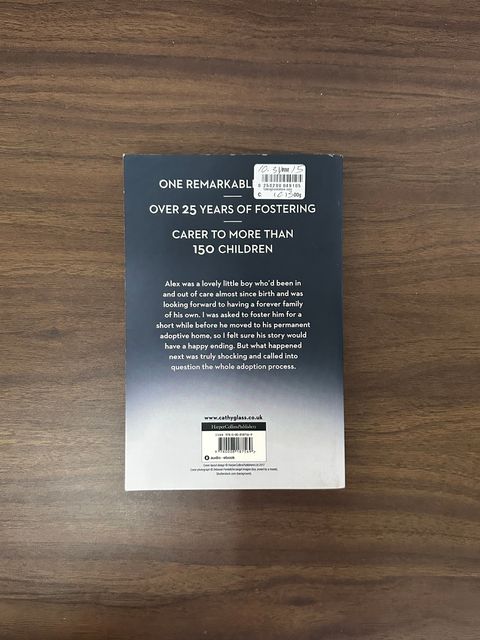 ONE REMARKABL
OVER 25 YEARS OF FOSTERING
CARER TO MORE THAN
150 CHILDREN
Alex was a lovely little boy who'd been in
and out of care almost since birth and was
looking forward to having a forever family
of his own. I was asked to foster him for a
short while before he moved to his permanent
adoptive home, so I felt sure his story would
have a happy ending. But what happened
next was truly shocking and called into
question the whole adoption process.
www.cathyglass.co.uk
HarperCollinsPublishers
audio · ebook